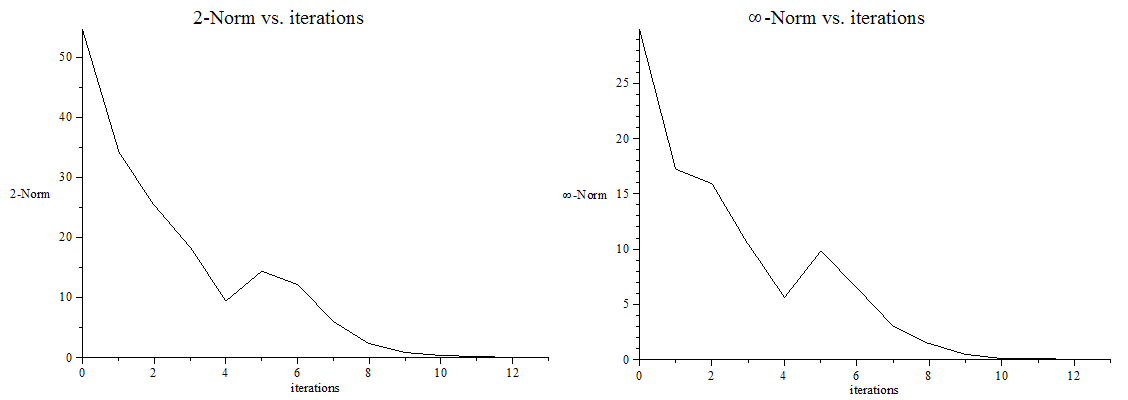 2-Norm vs. iterations
50
40
30
2-Norm
20
10
0
0 2 4 6 8 10 12
iterations
∞-Norm vs. iterations
25
20
15
∞-Norm
10
5
0
0 2 4 6 8 10 12
iterations